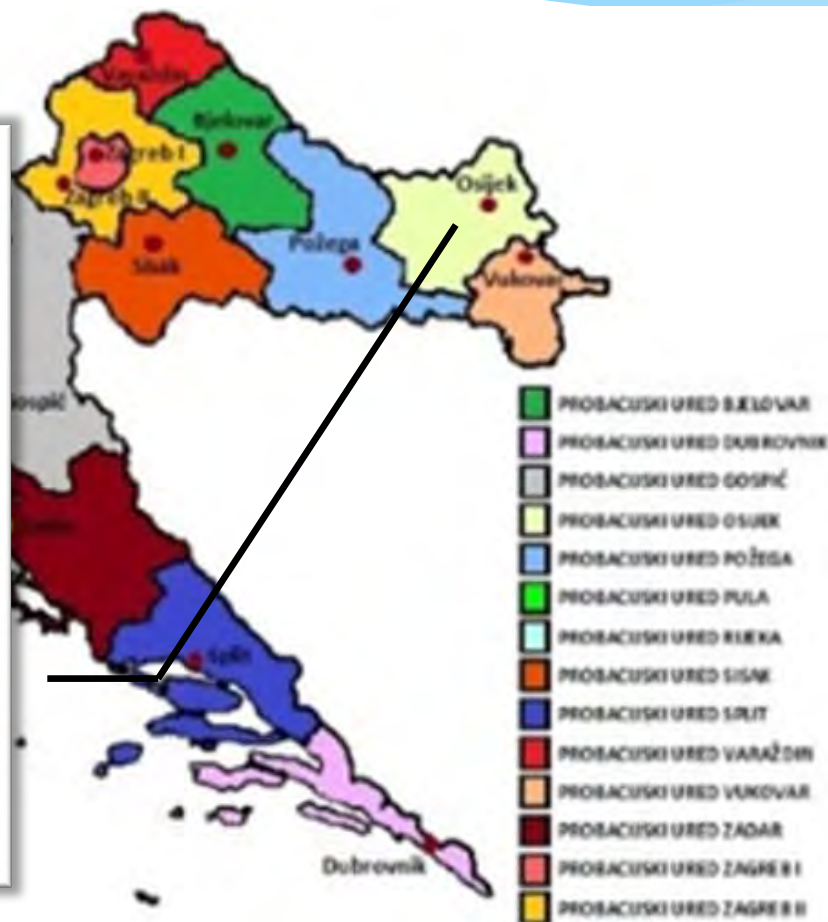 Varaždin
Bjelovar
Zagreb I
Zagreb II
Osijek
Požega
Sisak
Vukovar
ospić
Split
Dubrovnik
PROBACIJSKI URED BJELOVAR
PROBACIJSKI URED DUBROVNIK
PROBACIJSKI URED GOSPIĆ
PROBACIJSKI URED OSIJEK
PROBACIJSKI URED POŽEGA
PROBACIJSKI URED PULA
PROBACIJSKI URED RIJEKA
PROBACIJSKI URED SISAK
PROBACIJSKI URED SPLIT
PROBACIJSKI URED VARAŽDIN
PROBACIJSKI URED VUKOVAR
PROBACIJSKI URED ZADAR
PROBACIJSKI URED ZAGREB I
PROBACIJSKI URED ZAGREB II